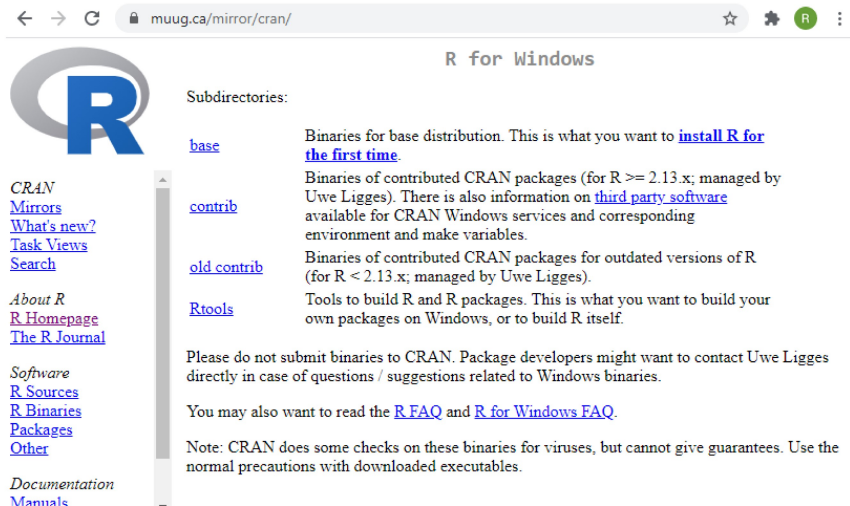 muug.ca/mirror/cran/
R
R
CRAN
Mirrors
What's new?
Task Views
Search
About R
R Homepage
The R Journal
Software
R Sources
R Binaries
Packages
Other
Documentation
Manuals
R for Windows
Subdirectories:
base
Binaries for base distribution. This is what you want to install R for
the first time.
contrib
Binaries of contributed CRAN packages (for R >= 2.13.x; managed by
Uwe Ligges). There is also information on third party software
available for CRAN Windows services and corresponding
environment and make variables.
old contrib
Binaries of contributed CRAN packages for outdated versions of R
(for R < 2.13.x; managed by Uwe Ligges).
Rtools
Tools to build R and R packages. This is what you want to build your
own packages on Windows, or to build R itself.
Please do not submit binaries to CRAN. Package developers might want to contact Uwe Ligges
directly in case of questions / suggestions related to Windows binaries.
You may also want to read the R FAQ and R for Windows FAQ.
Note: CRAN does some checks on these binaries for viruses, but cannot give guarantees. Use the
normal precautions with downloaded executables.